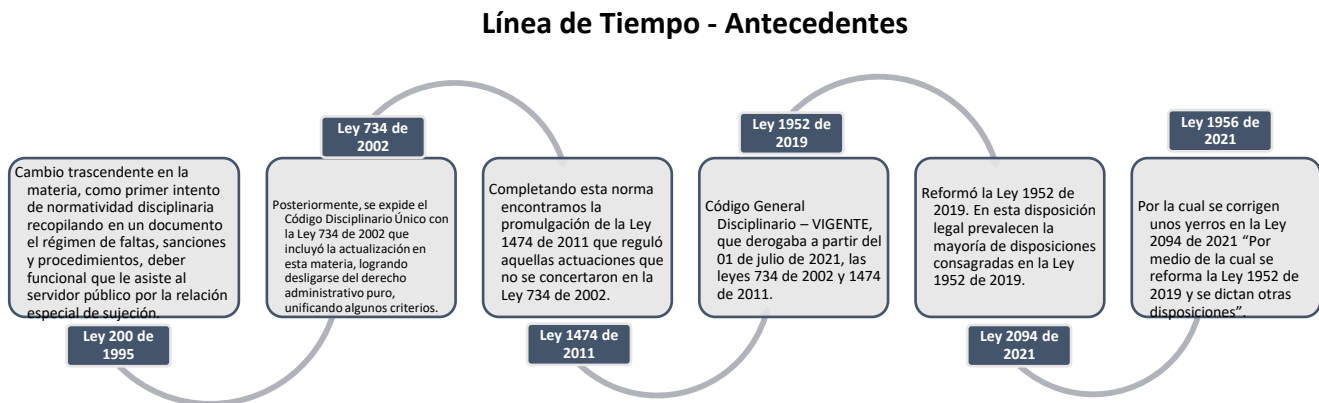 Línea de Tiempo - Antecedentes
Cambio trascendente en la
materia, como primer intento
de normatividad disciplinaria
recopilando en un documento
el régimen de faltas, sanciones
y procedimientos, deber
funcional que le asiste al
servidor público por la relación
especial de sujeción.
Ley 200 de
1995
Ley 734 de
2002
Posteriormente, se expide el
Código Disciplinario Único con
la Ley 734 de 2002 que
incluyó la actualización en
esta materia, logrando
desligarse del derecho
administrativo puro,
unificando algunos criterios.
Completando esta norma
encontramos la
promulgación de la Ley
1474 de 2011 que reguló
aquellas actuaciones que
no se concertaron en la
Ley 734 de 2002.
Ley 1474 de
2011
Ley 1952 de
2019
Código General
Disciplinario – VIGENTE,
que derogaba a partir del
01 de julio de 2021, las
leyes 734 de 2002 y 1474
de 2011.
Reformó la Ley 1952 de
2019. En esta disposición
legal prevalecen la
mayoría de disposiciones
consagradas en la Ley
1952 de 2019.
Ley 2094 de
2021
Ley 1956 de
2021
Por la cual se corrigen
unos yerros en la Ley
2094 de 2021 “Por
medio de la cual se
reforma la Ley 1952 de
2019 y se dictan otras
disposiciones”.